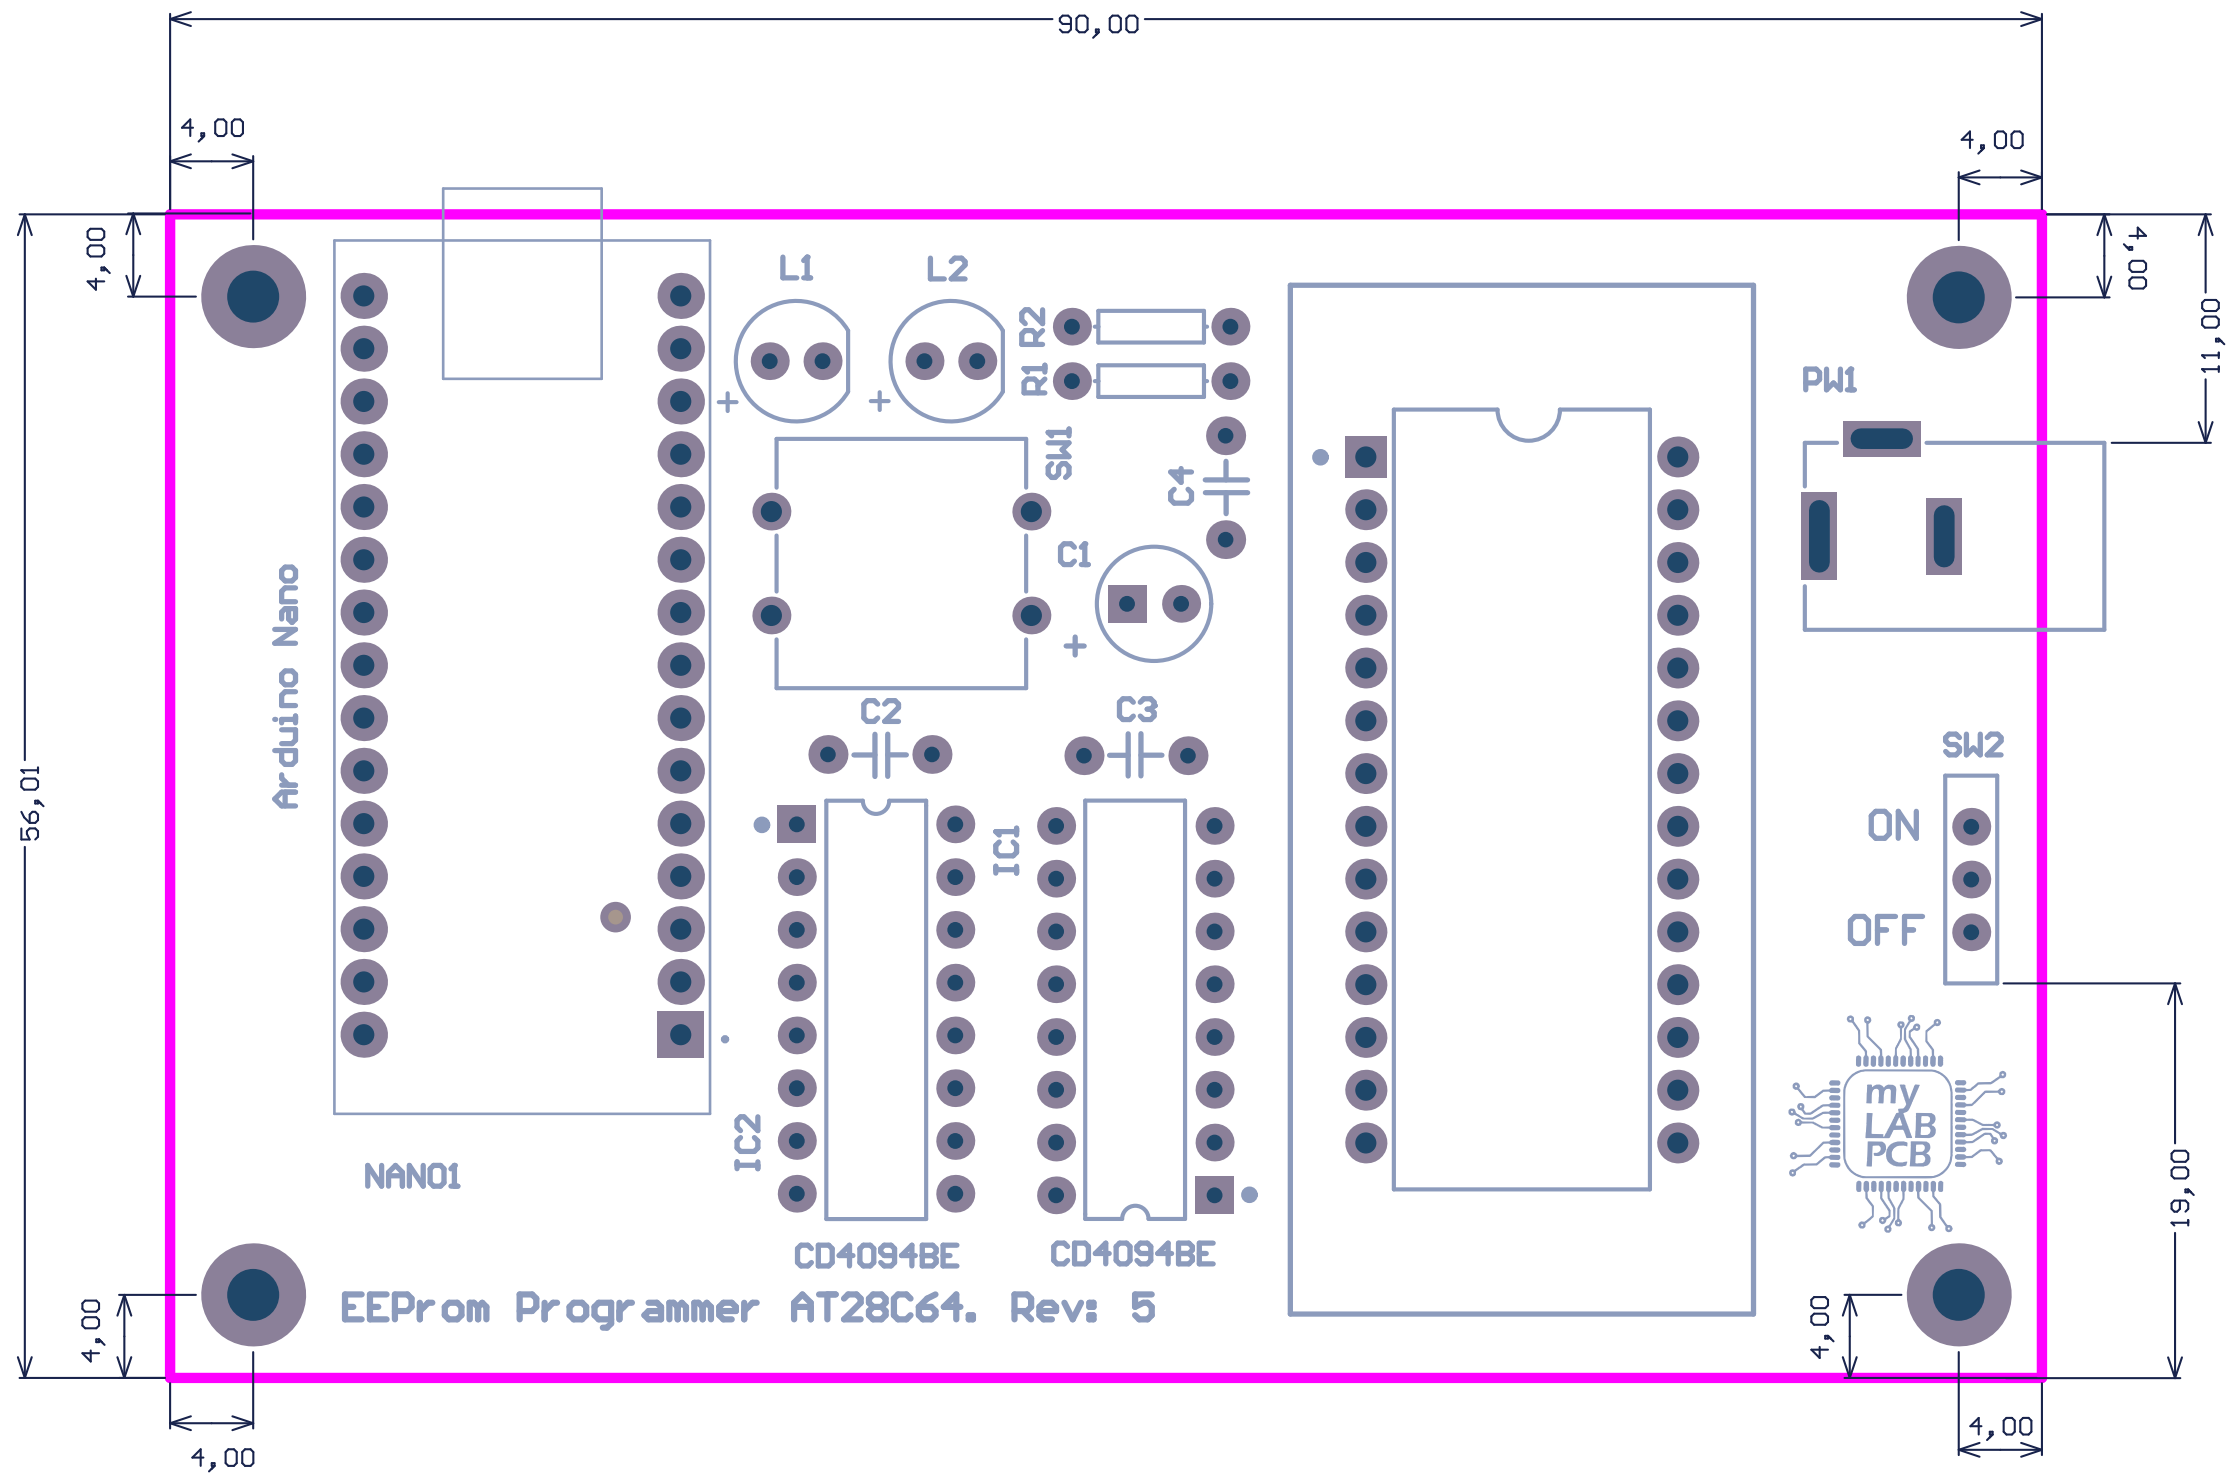 90,00
4,00
4,00
4,00
4,00
11,00
L1
L2
R2
R1
PW1
SW1
C4
C1
Arduino Nano
C2
C3
SW2
56,01
ON
IC1
OFF
my
LAB
PCB
IC2
NANO1
19,00
CD4094BE
CD4094BE
EEProm Programmer AT28C64. Rev: 5
4,00
4,00
4,00
4,00